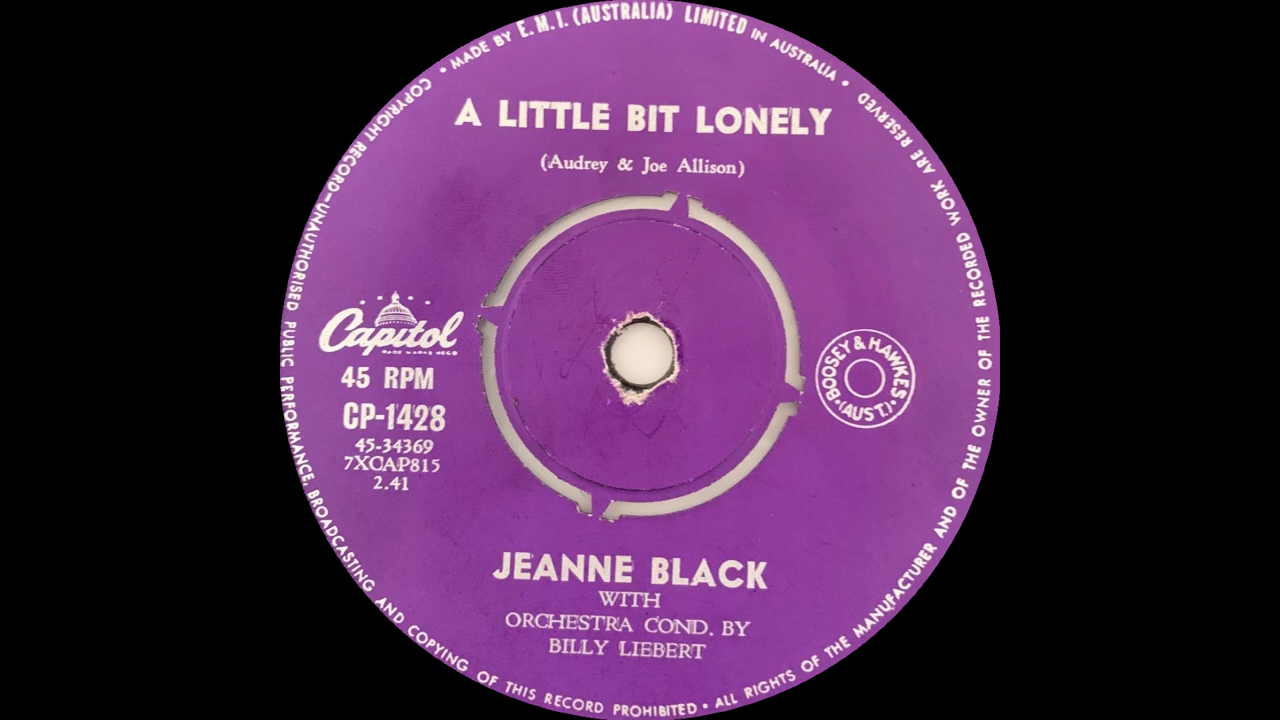 • MADE BY E.M.I. (AUSTRALIA) LIMITED IN AUSTRALIA •
A LITTLE BIT LONELY
(Audrey & Joe Allison)
Capitol
45 RPM
CP-1428
45-34369
7XCAP815
2.41
BOOSEY & HAWKES
•(AUST.)•
JEANNE BLACK
WITH
ORCHESTRA COND. BY
BILLY LIEBERT
COPYRIGHT RECORD—UNAUTHORISED PUBLIC PERFORMANCE, BROADCASTING AND COPYING OF THIS RECORD PROHIBITED • ALL RIGHTS OF THE MANUFACTURER AND OF THE OWNER OF THE RECORDED WORK ARE RESERVED